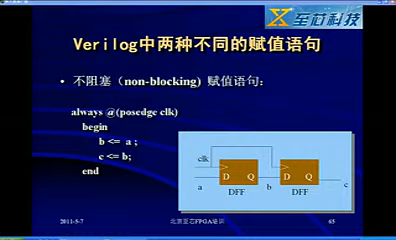 至芯科技
Verilog中两种不同的赋值语句
• 不阻塞（non-blocking) 赋值语句：
always @(posedge clk)
begin
b <= a ;
c <= b;
end
clk
D Q D Q
a DFF b DFF c
2011-5-7 北京至芯FPGA培训 65